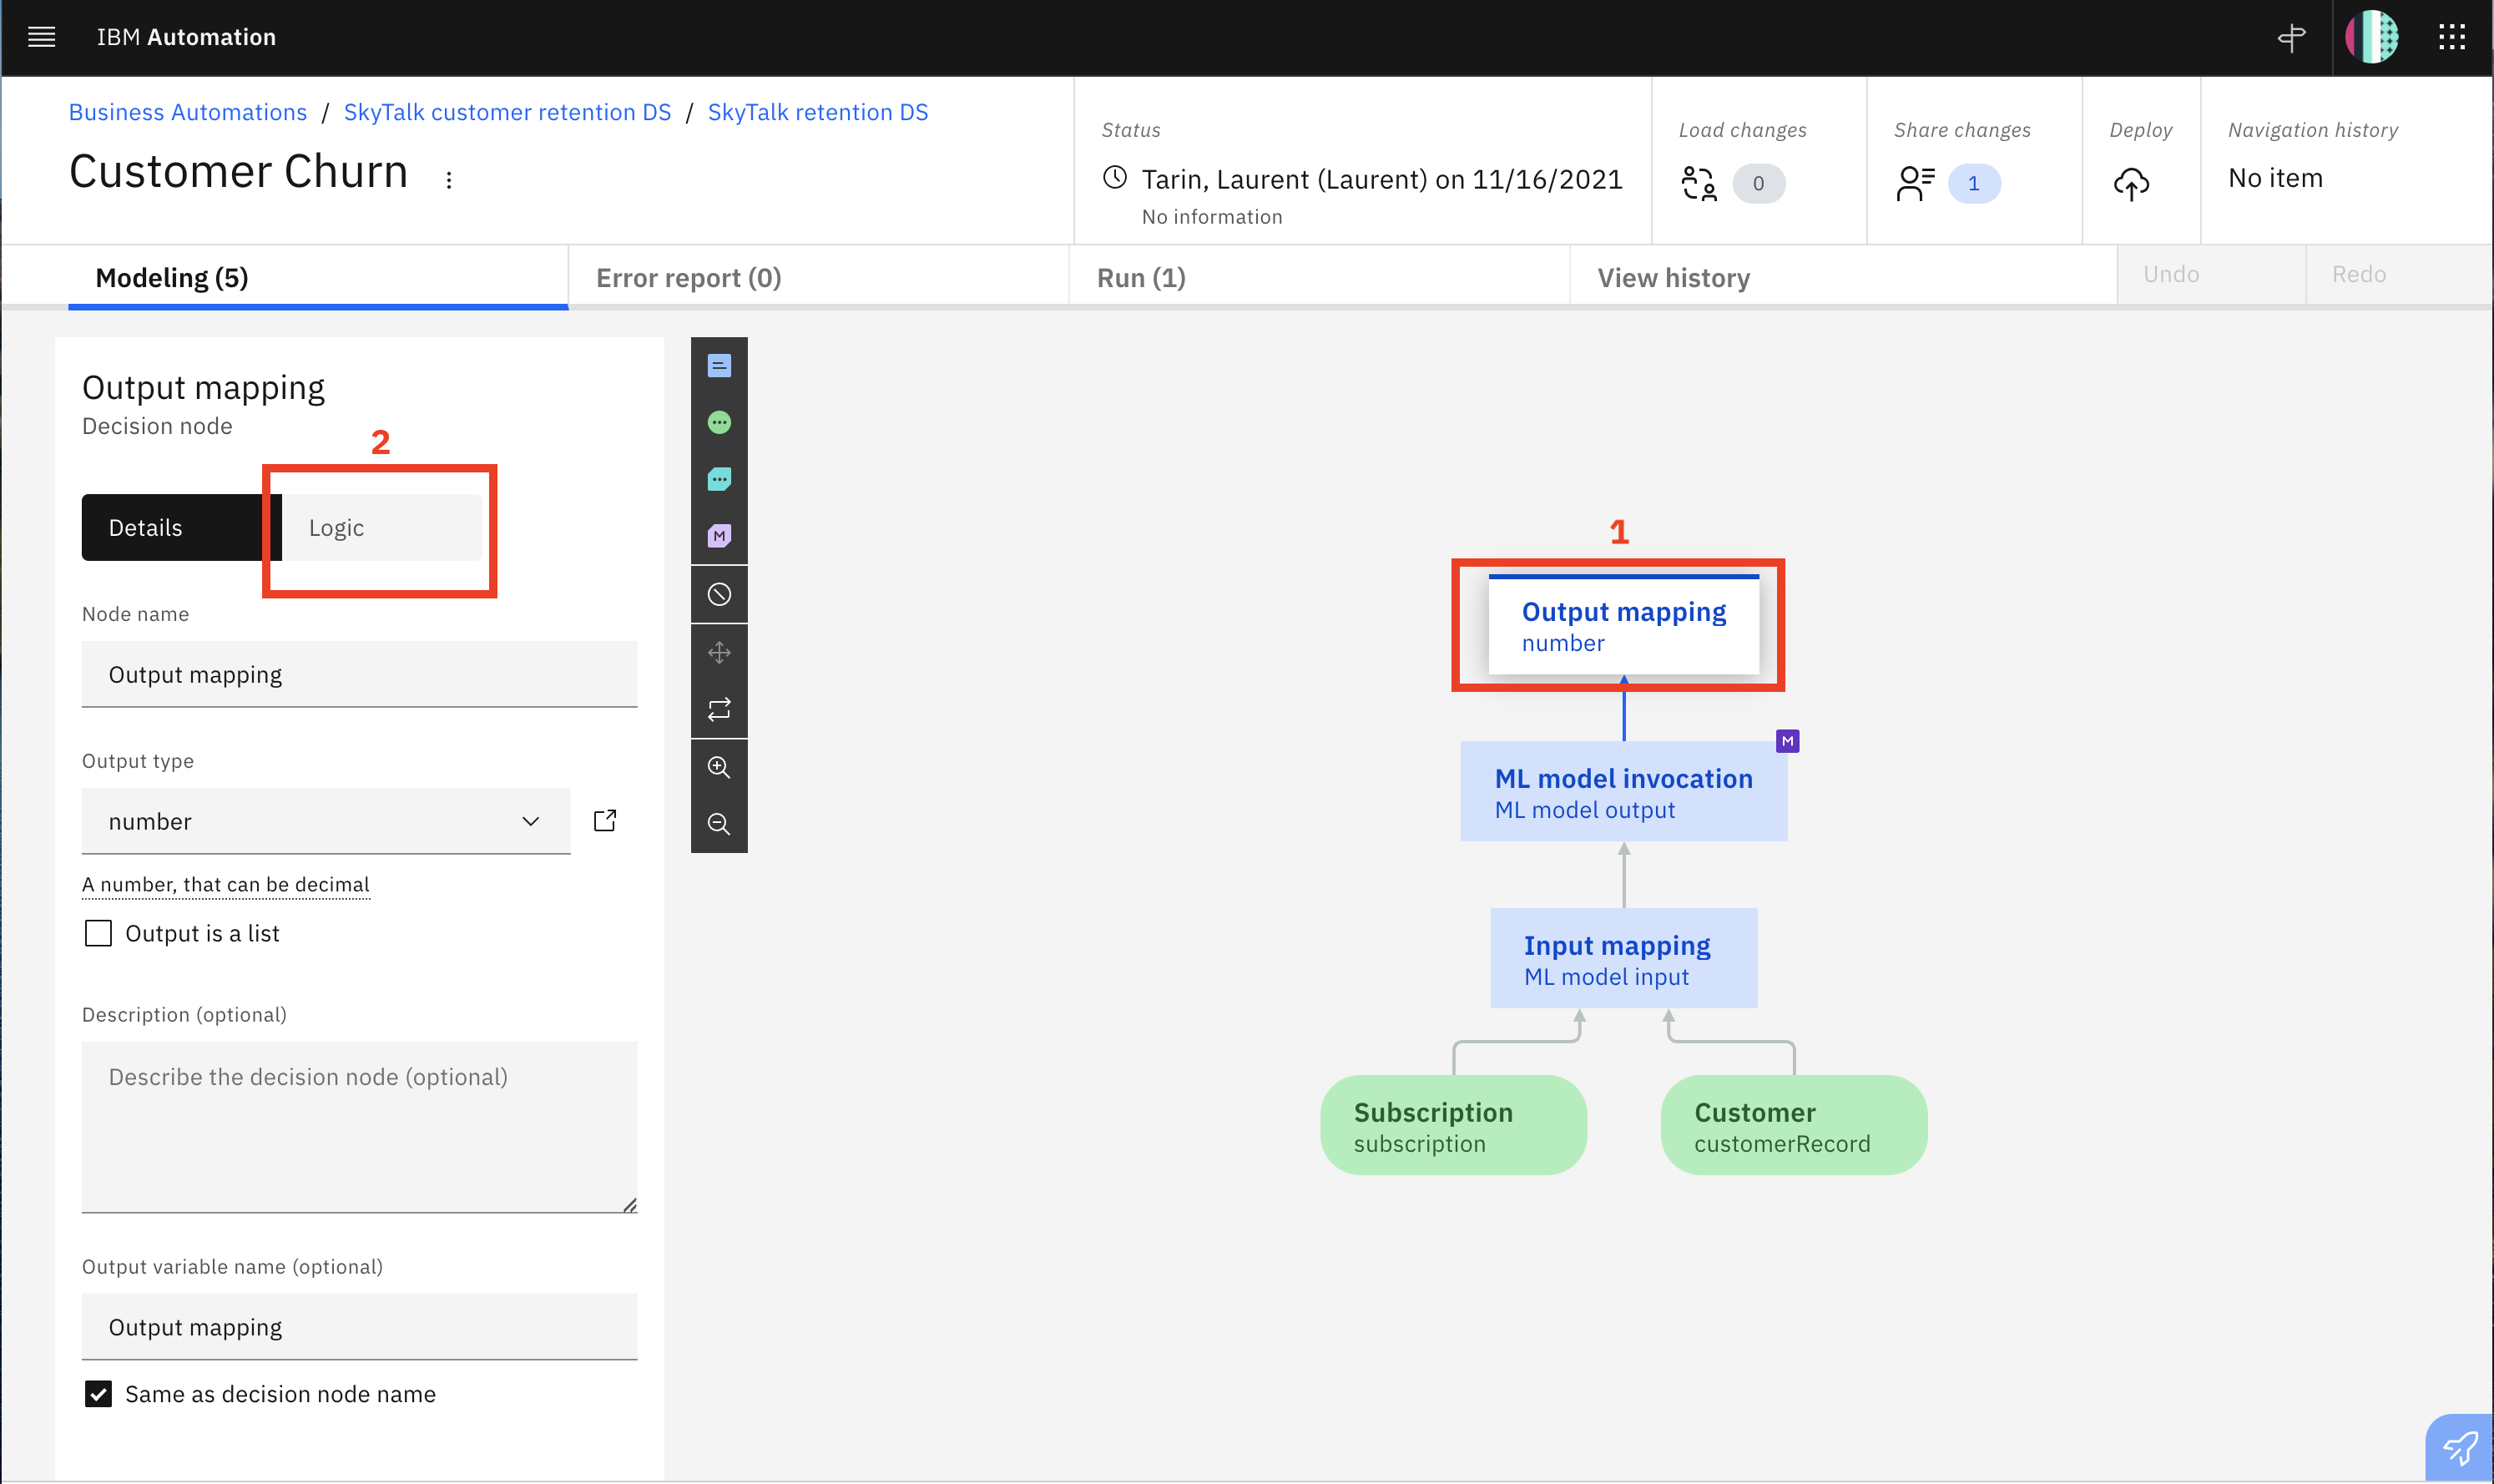 IBM Automation
Business Automations / SkyTalk customer retention DS / SkyTalk retention DS
Customer Churn
Status
Tarin, Laurent (Laurent) on 11/16/2021
No information
Load changes
0
Share changes
1
Deploy
Navigation history
No item
Modeling (5)
Error report (0)
Run (1)
View history
Undo
Redo
Output mapping
Decision node
2
Details
Logic
Node name
Output mapping
Output type
number
A number, that can be decimal
Output is a list
Description (optional)
Describe the decision node (optional)
Output variable name (optional)
Output mapping
Same as decision node name
M
1
Output mapping
number
M
ML model invocation
ML model output
Input mapping
ML model input
Subscription
subscription
Customer
customerRecord